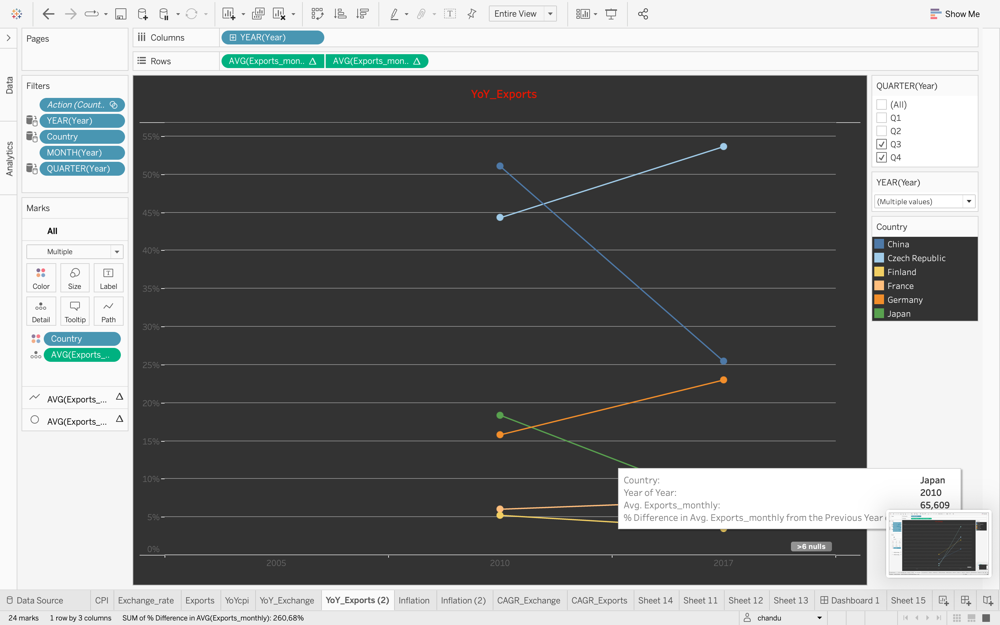 Entire View
Show Me
Pages
Columns
YEAR(Year)
Rows
AVG(Exports_mon.. Δ
AVG(Exports_mon.. Δ
Data
Analytics
Filters
Action (Count..
YEAR(Year)
Country
MONTH(Year)
QUARTER(Year)
Marks
All
Multiple
Color
Size
Label
Detail
Tooltip
Path
Country
AVG(Exports_..
AVG(Exports_... Δ
AVG(Exports_... Δ
YoY_Exports
55%
50%
45%
40%
35%
30%
25%
20%
15%
10%
5%
0%
2005
2010
2017
>6 nulls
Country: Japan
Year of Year: 2010
Avg. Exports_monthly: 65,609
% Difference in Avg. Exports_monthly from the Previous Year
QUARTER(Year)
(All)
Q1
Q2
Q3
Q4
YEAR(Year)
(Multiple values)
Country
China
Czech Republic
Finland
France
Germany
Japan
Data Source
CPI
Exchange_rate
Exports
YoYcpi
YoY_Exchange
YoY_Exports (2)
Inflation
Inflation (2)
CAGR_Exchange
CAGR_Exports
Sheet 14
Sheet 11
Sheet 12
Sheet 13
Dashboard 1
Sheet 15
24 marks
1 row by 3 columns
SUM of % Difference in AVG(Exports_monthly): 260,68%
chandu